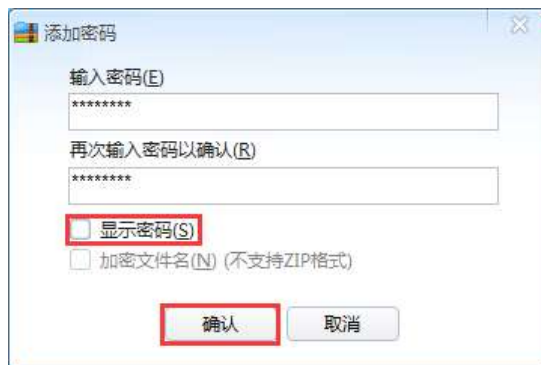 添加密码
输入密码(E)
********
再次输入密码以确认(R)
********
显示密码(S)
加密文件名(N) (不支持ZIP格式)
确认
取消